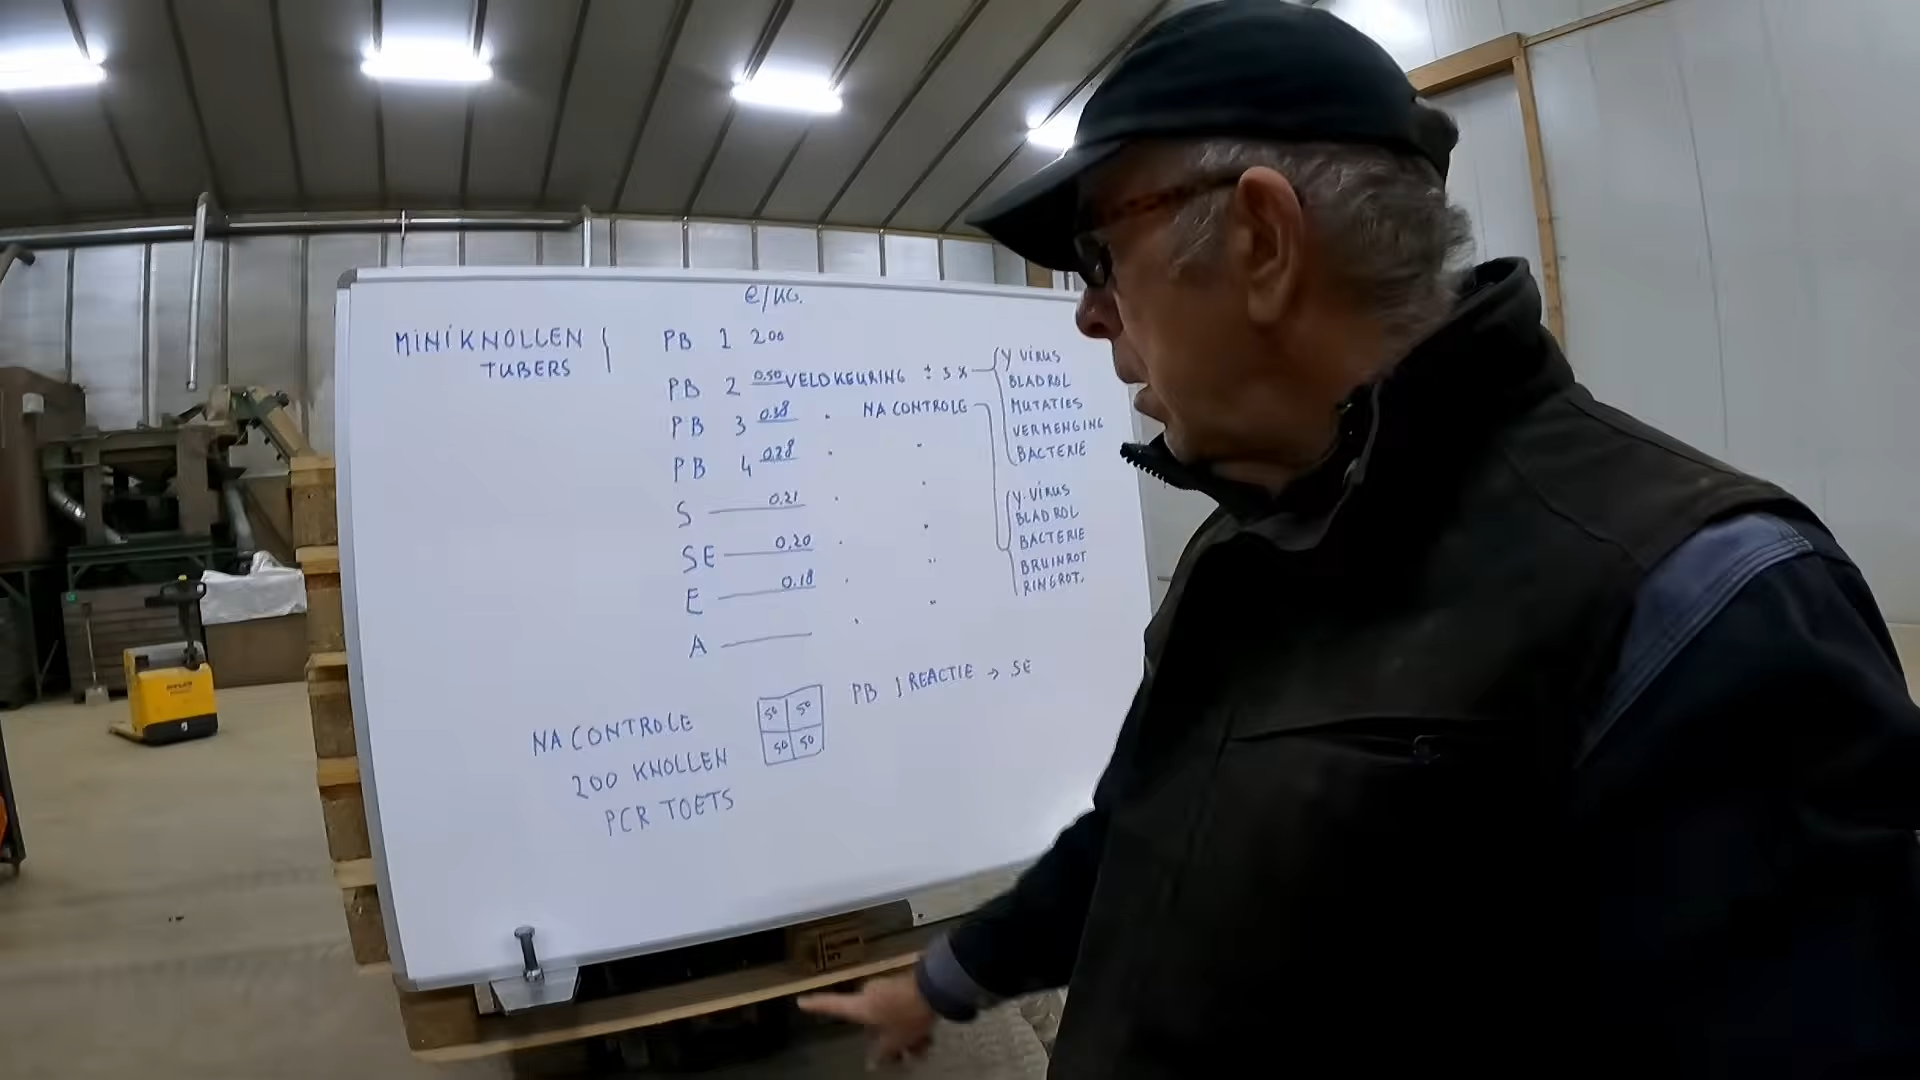 e/KG.
MINIKNOLLEN
TUBERS
PB 1 200
PB 2 0.50 VELDKEURING ± 3 X
PB 3 0.38 " NA CONTROLE
PB 4 0.28 " "
S 0.21 " "
SE 0.20 " "
E 0.18 " "
A " "
Y VIRUS
BLADROL
MUTATIES
VERMENGING
BACTERIE
Y-VIRUS
BLADROL
BACTERIE
BRUINROT
RINGROT.
NA CONTROLE
200 KNOLLEN
PCR TOETS
50 50
50 50
PB 1 REACTIE → SE